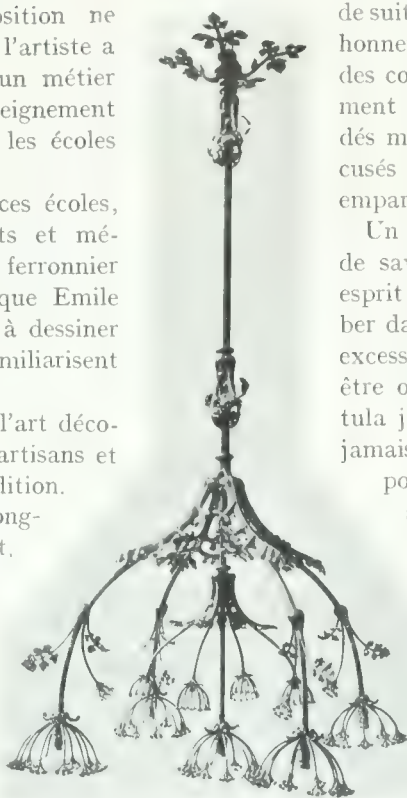 osition ne
l'artiste a
un métier
eignement
les écoles
ces écoles,
ts et mé-
ferronnier
que Emile
à dessiner
miliarisent
l'art déco-
artisans et
dition.
ong-
t.
de suit
honne
des co
ment
dés m
cusés
empar
Un
de sav
esprit
ber da
excess
être o
tula j
jamais
po